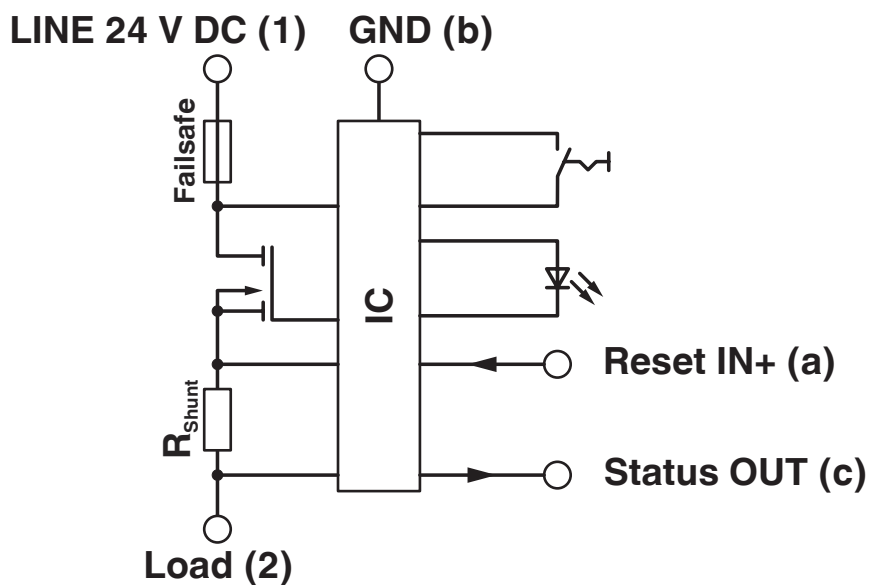 LINE 24 V DC (1)
GND (b)
Failsafe
IC
Reset IN+ (a)
RShunt
Status OUT (c)
Load (2)